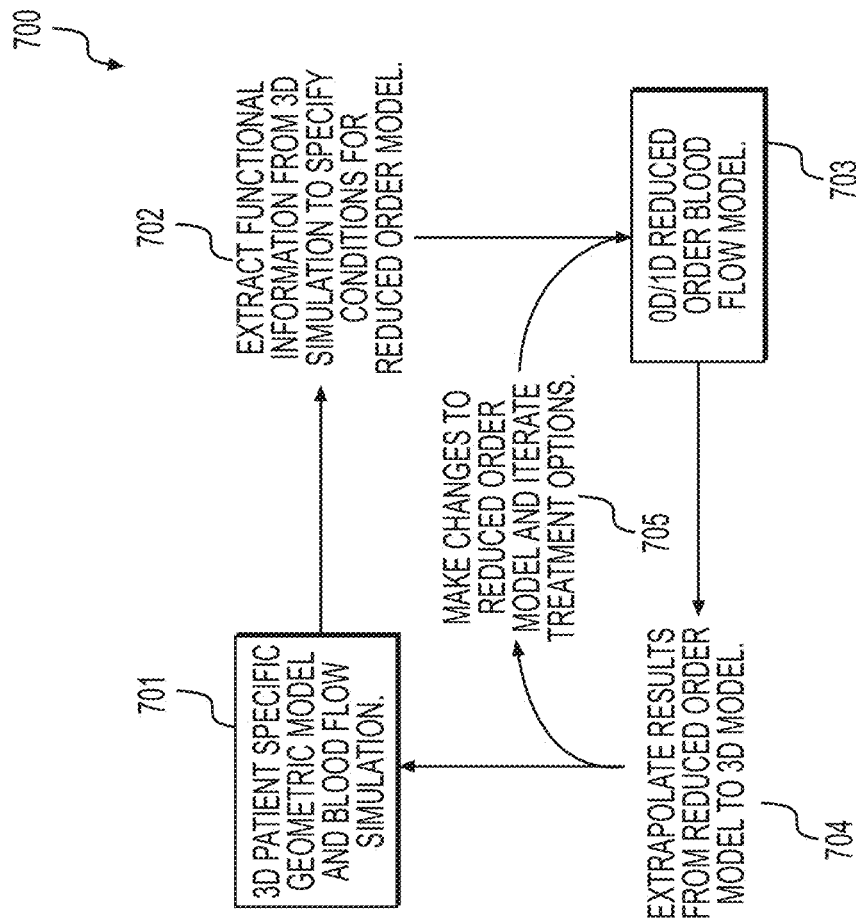 700
701
3D PATIENT SPECIFIC
GEOMETRIC MODEL
AND BLOOD FLOW
SIMULATION.
702
EXTRACT FUNCTIONAL
INFORMATION FROM 3D
SIMULATION TO SPECIFY
CONDITIONS FOR
REDUCED ORDER MODEL.
MAKE CHANGES TO
REDUCED ORDER
MODEL AND ITERATE
TREATMENT OPTIONS.
705
EXTRAPOLATE RESULTS
FROM REDUCED ORDER
MODEL TO 3D MODEL.
704
0D/1D REDUCED
ORDER BLOOD
FLOW MODEL.
703